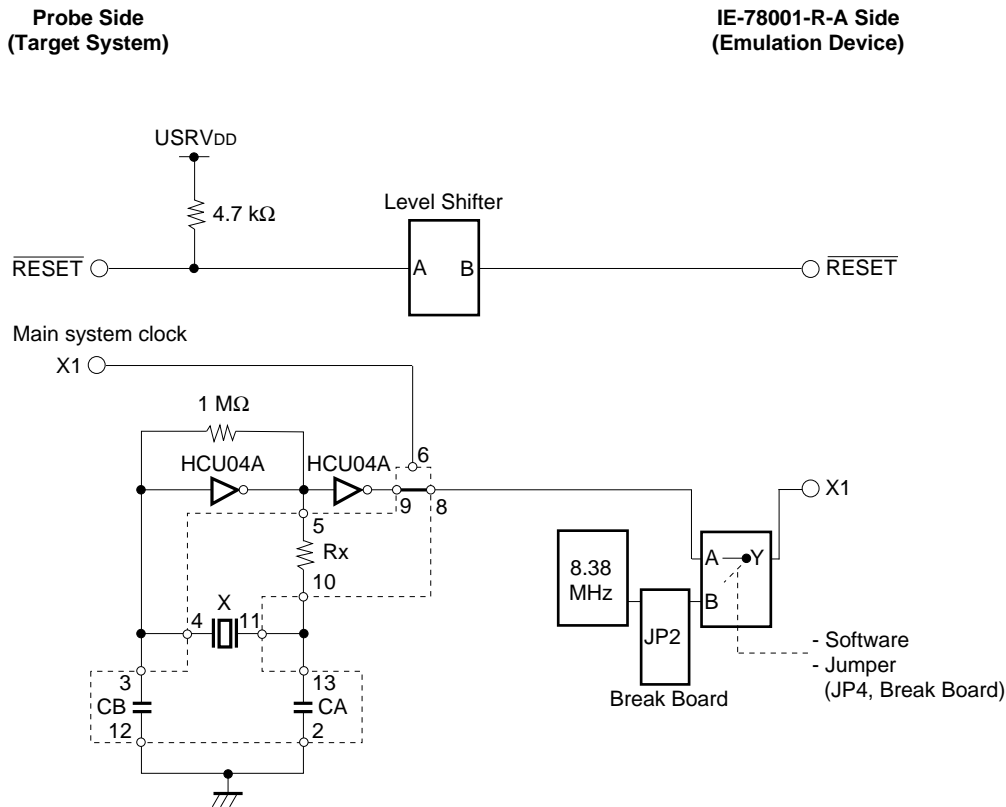 Probe Side
(Target System)
IE-78001-R-A Side
(Emulation Device)
USRVDD
4.7 kΩ
Level Shifter
RESET
A
B
RESET
Main system clock
X1
1 MΩ
6
HCU04A
HCU04A
9
8
X1
5
Rx
10
8.38
MHz
A
Y
B
X
4
11
JP2
- Software
- Jumper
(JP4, Break Board)
Break Board
3
13
CB
CA
12
2